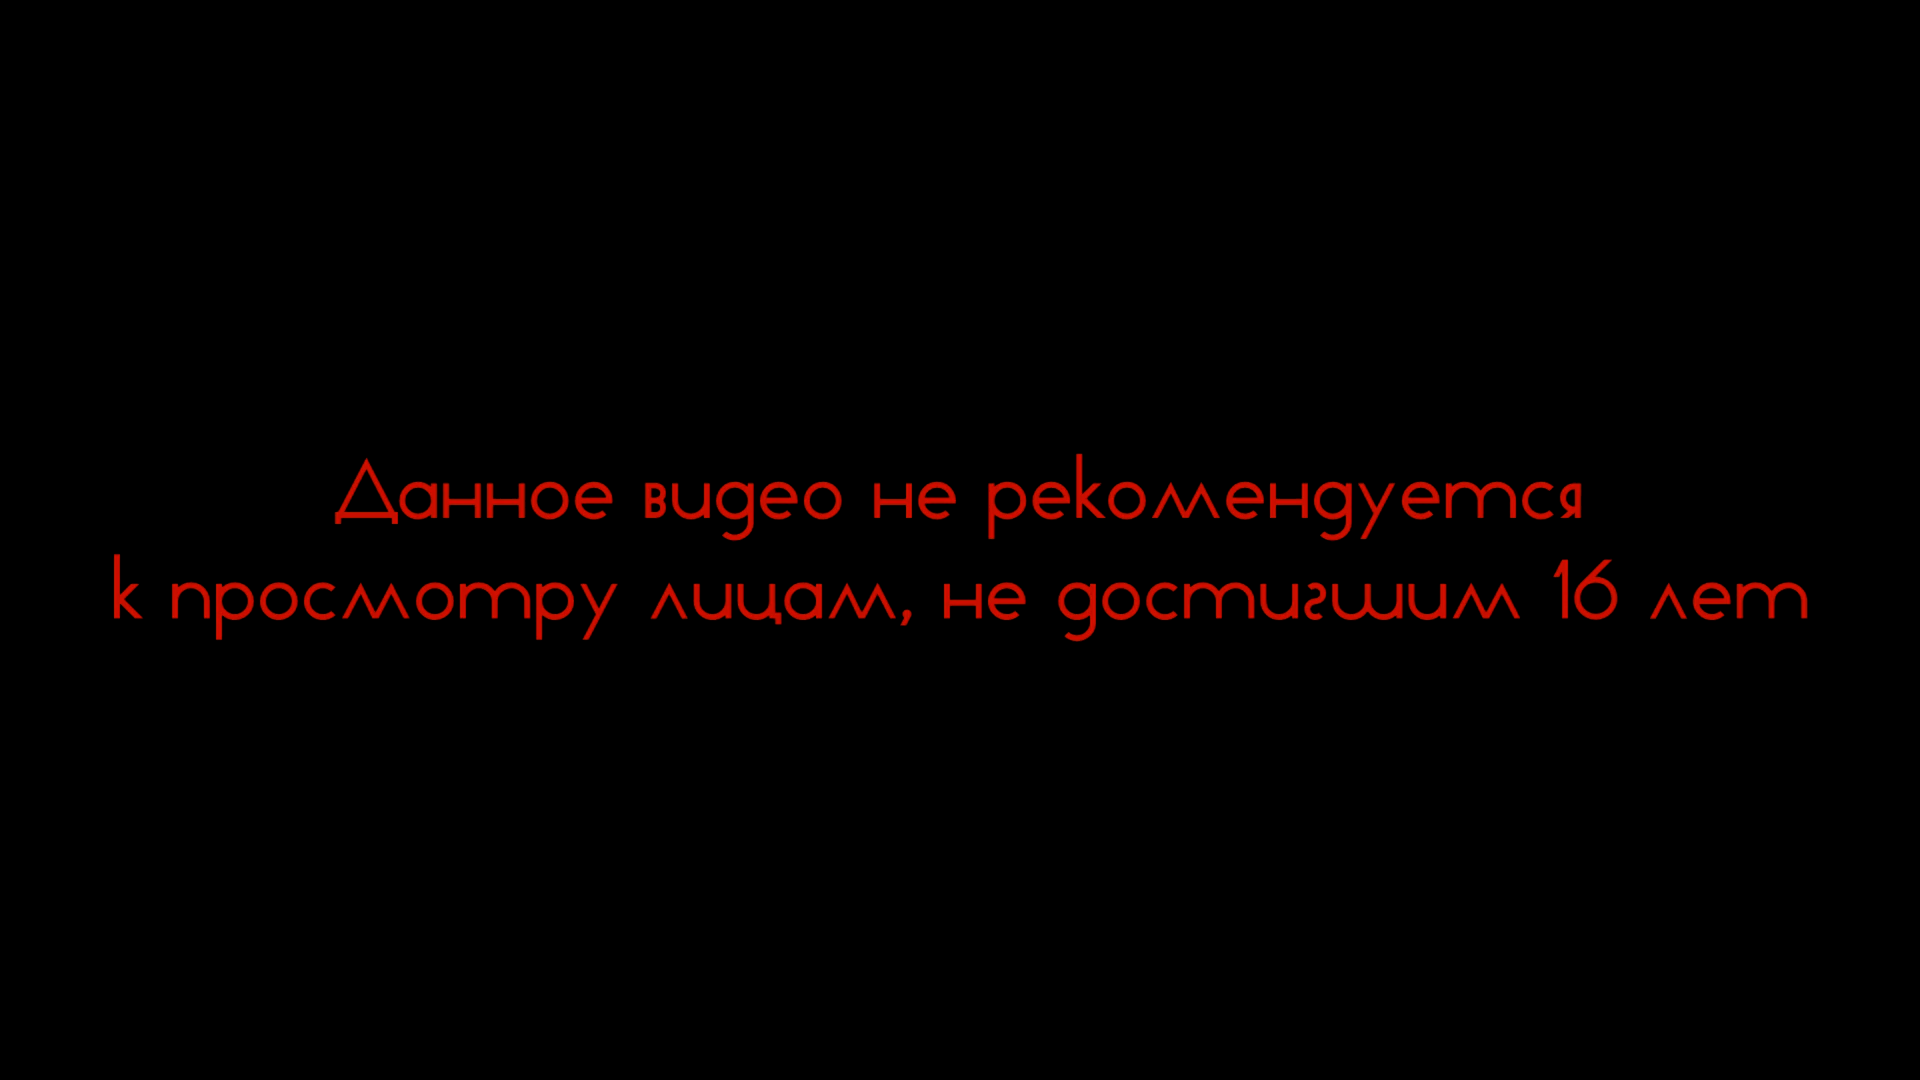 Данное видео не рекомендуется
к просмотру лицам, не достигшим 16 лет